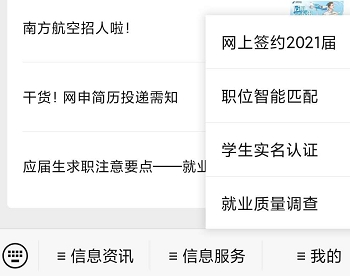 南方航空招人啦！
干货！网申简历投递需知
应届生求职注意要点——就业
网上签约2021届
职位智能匹配
学生实名认证
就业质量调查
≡ 信息资讯
≡ 信息服务
≡ 我的